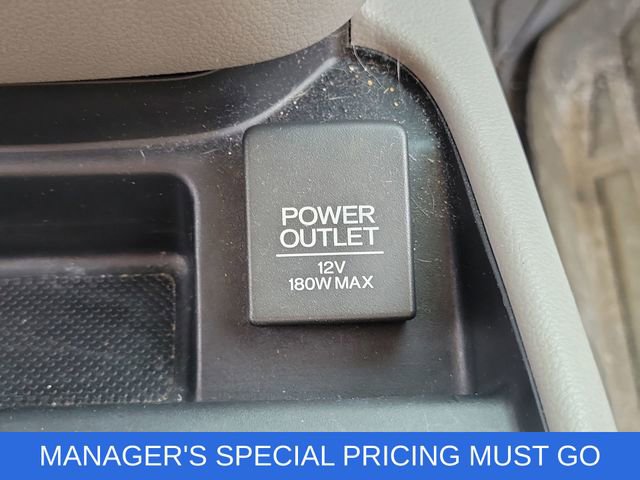 POWER
OUTLET
12V
180W MAX
MANAGER'S SPECIAL PRICING MUST GO